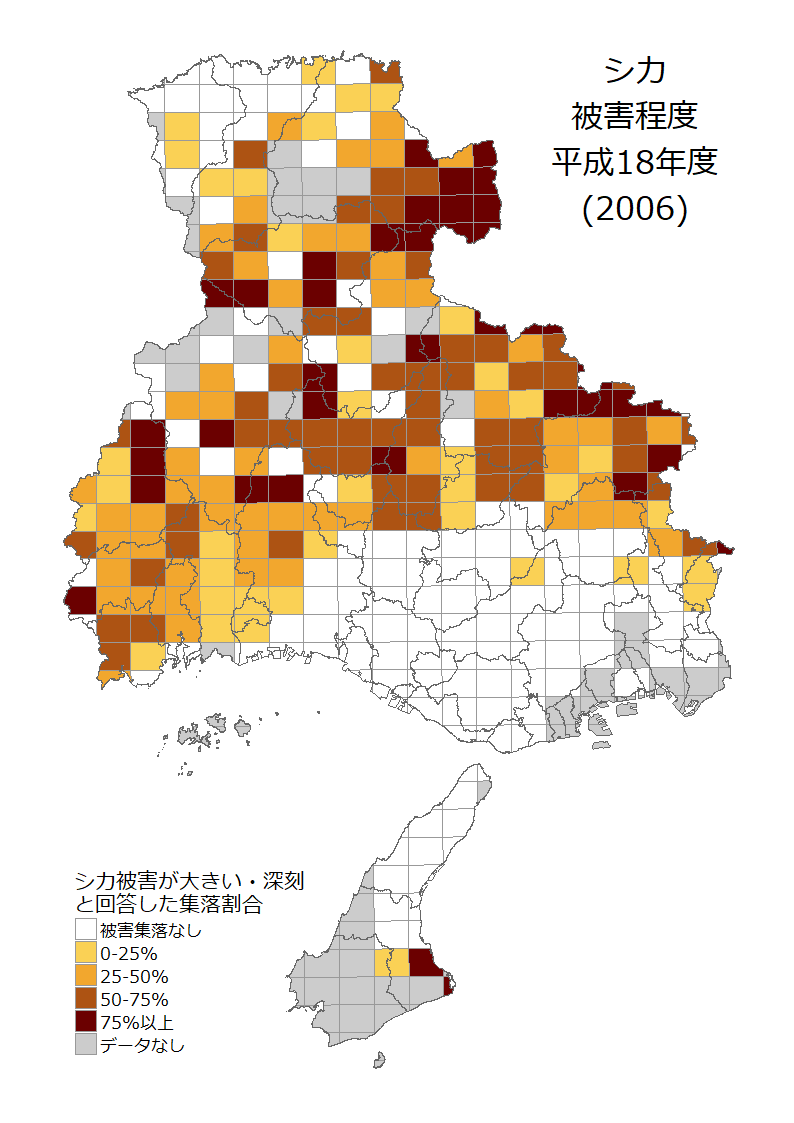 シカ
被害程度
平成18年度
(2006)
シカ被害が大きい・深刻
と回答した集落割合
被害集落なし
0-25%
25-50%
50-75%
75%以上
データなし